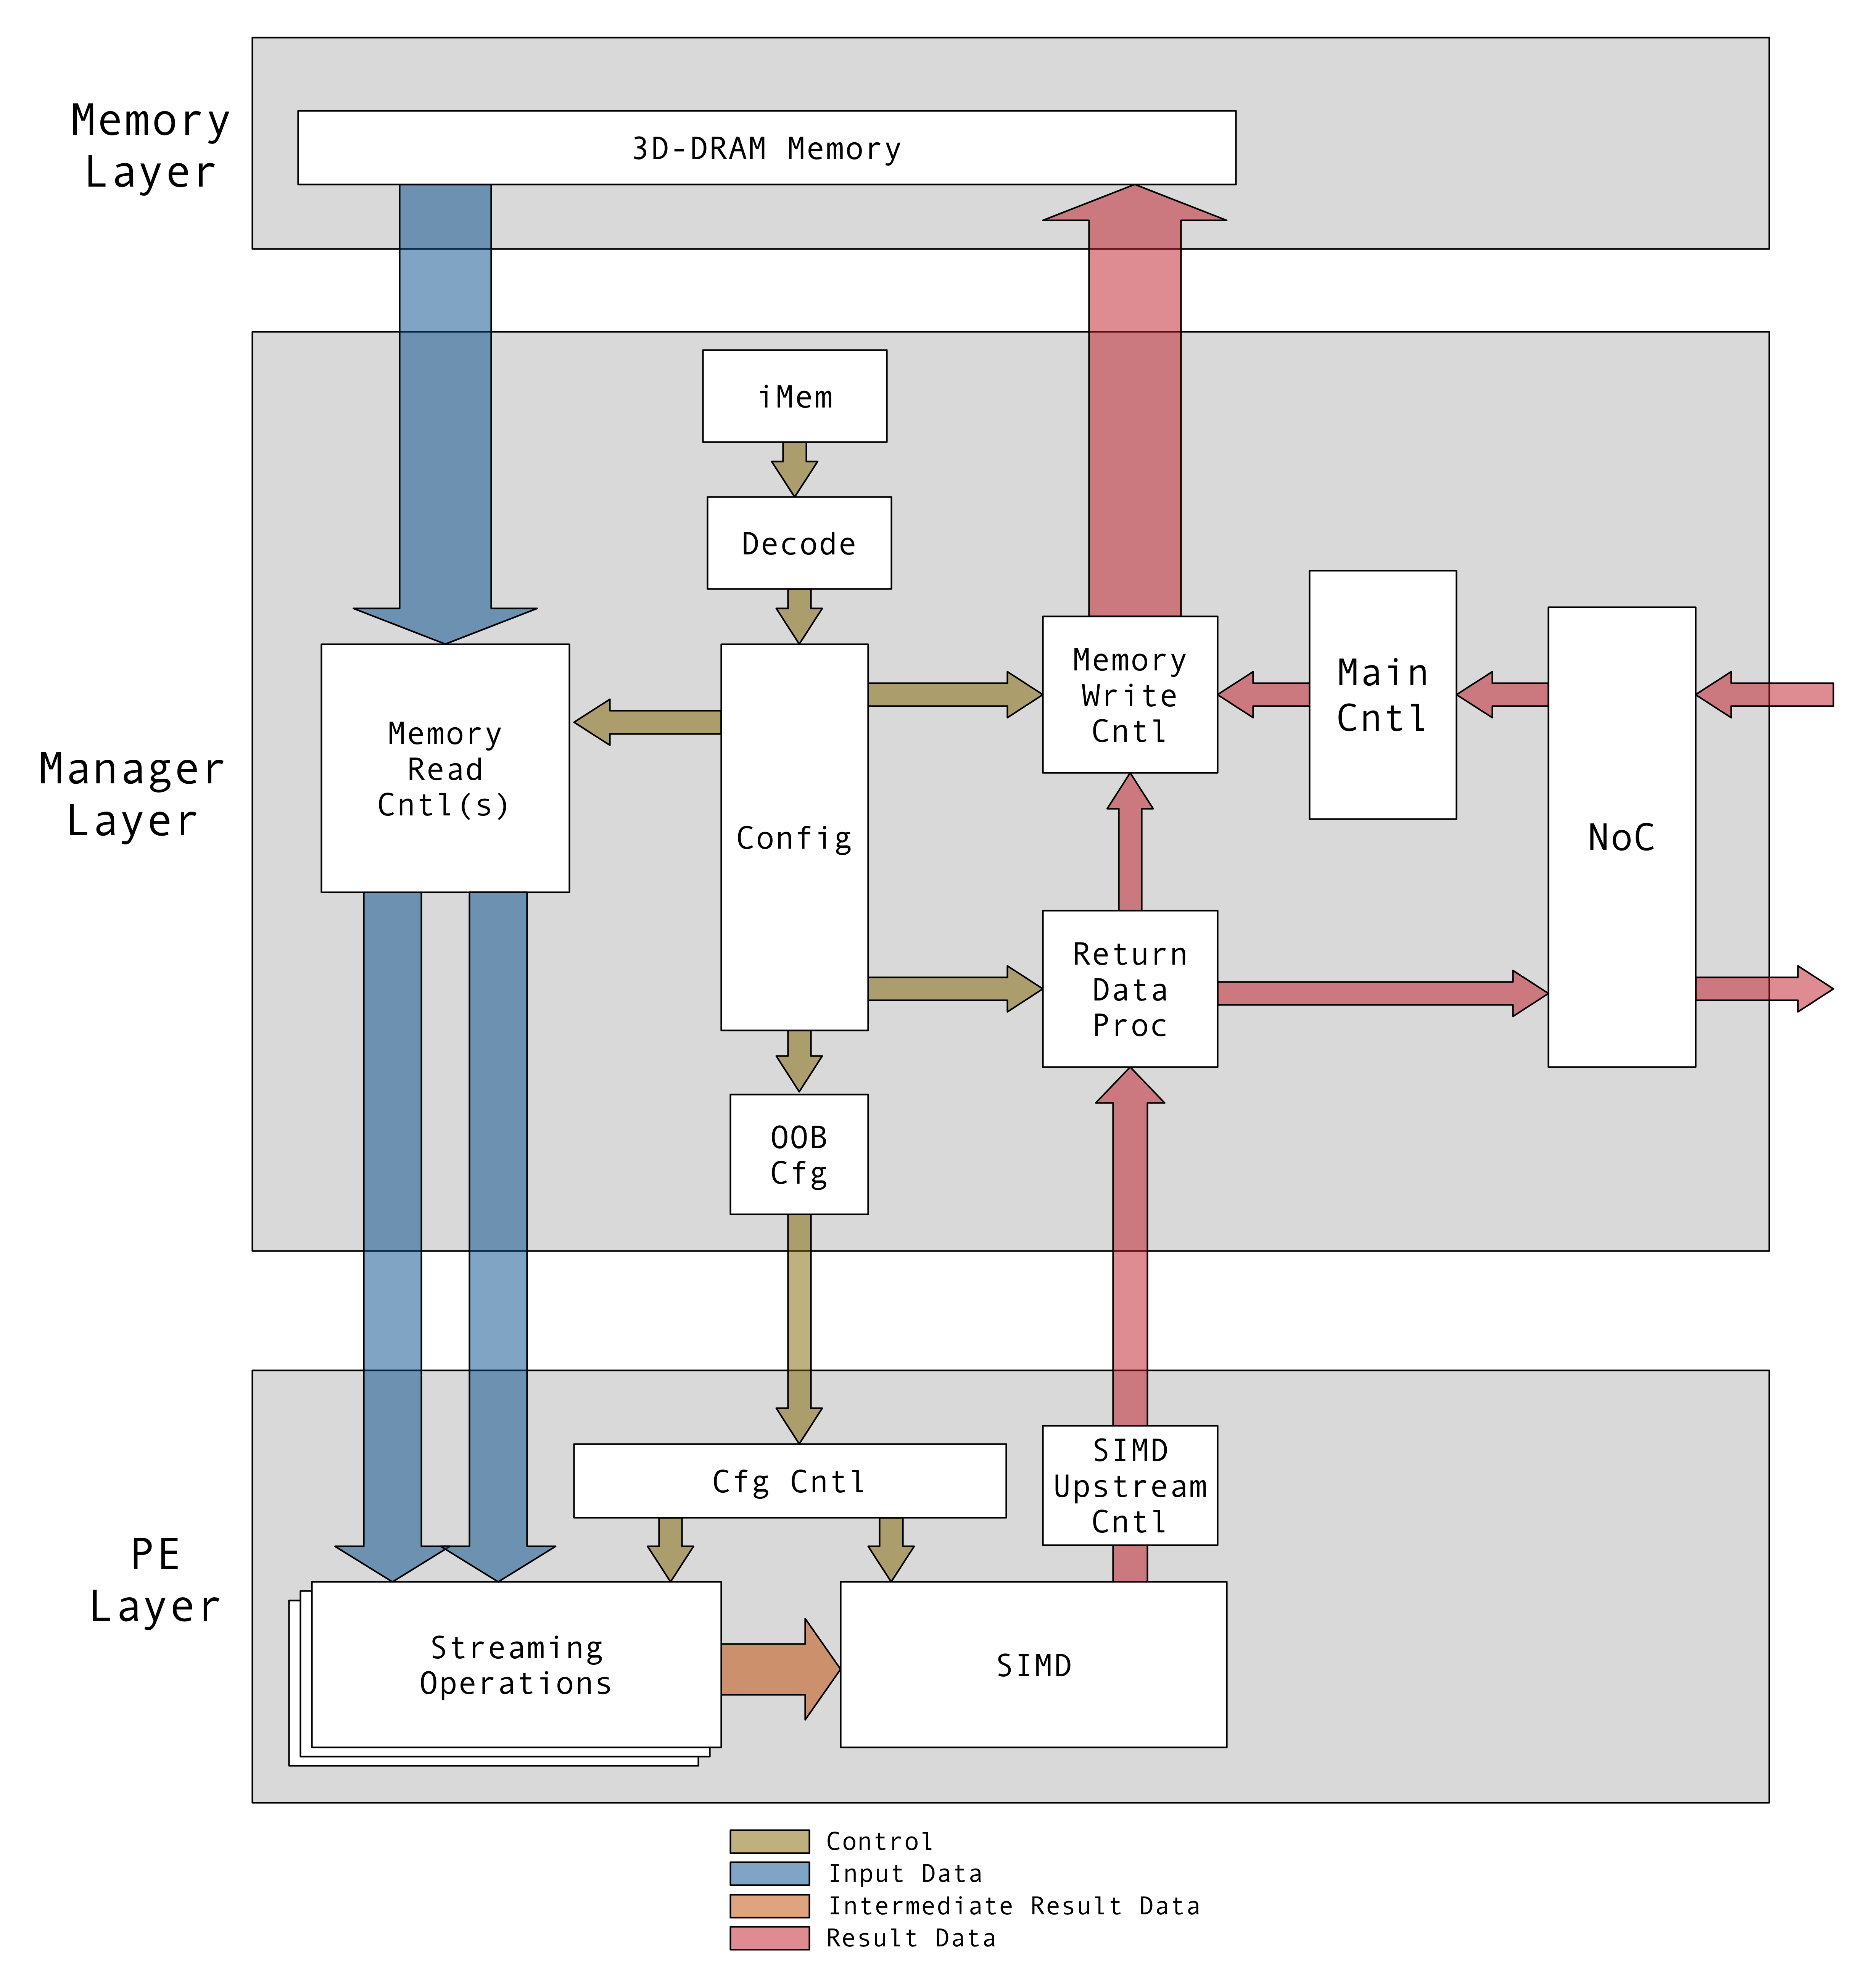 Memory
Layer
3D-DRAM Memory
Manager
Layer
iMem
Decode
Memory
Read
Cntl(s)
Config
Memory
Write
Cntl
Main
Cntl
NoC
Return
Data
Proc
OOB
Cfg
PE
Layer
Cfg Cntl
SIMD
Upstream
Cntl
Streaming
Operations
SIMD
Control
Input Data
Intermediate Result Data
Result Data